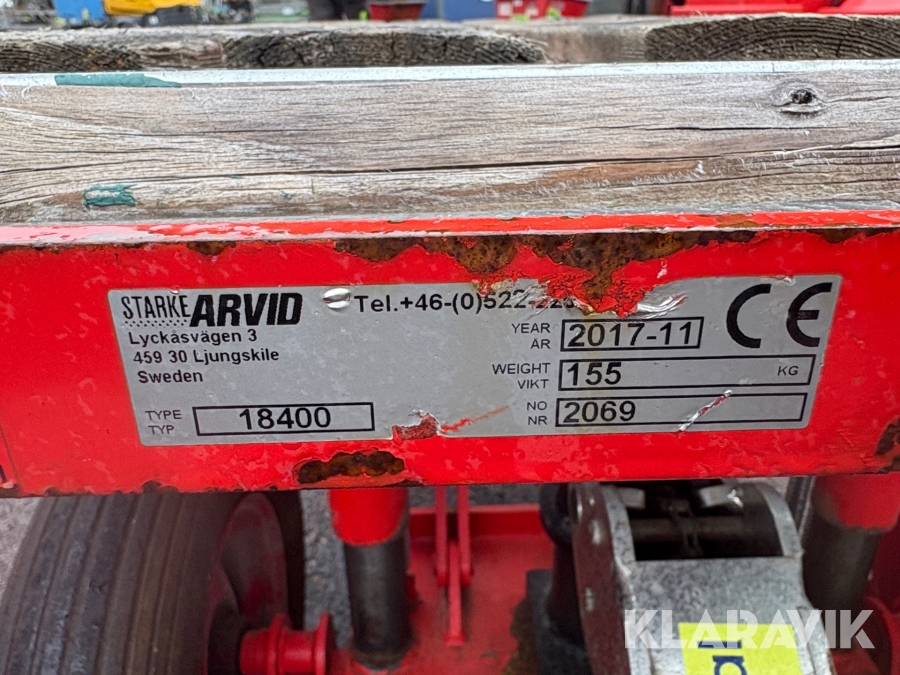 STARKE ARVID
Lyckåsvägen 3
459 30 Ljungskile
Sweden
TYPE
TYP
18400
Tel.+46-(0)522-
YEAR
ÅR
2017-11
WEIGHT
VIKT
155 KG
NO
NR
2069
CE
KLARAVIK